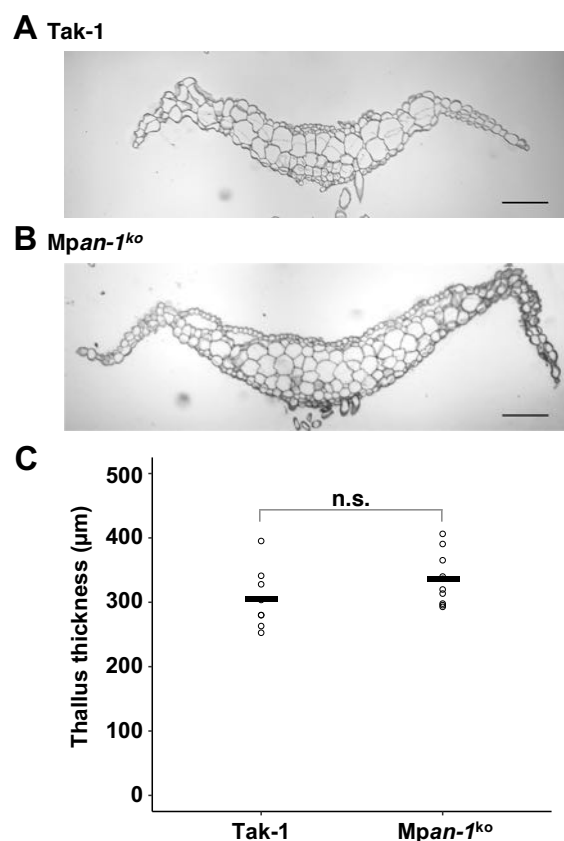 A Tak-1
B Mpan-1ko
C
Thallus thickness (µm)
500
400
300
200
100
0
n.s.
Tak-1
Mpan-1ko